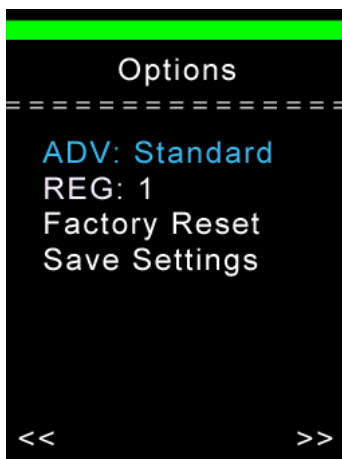 Options
= = = = = = = = = = = = = = =
ADV: Standard
REG: 1
Factory Reset
Save Settings
<< >>